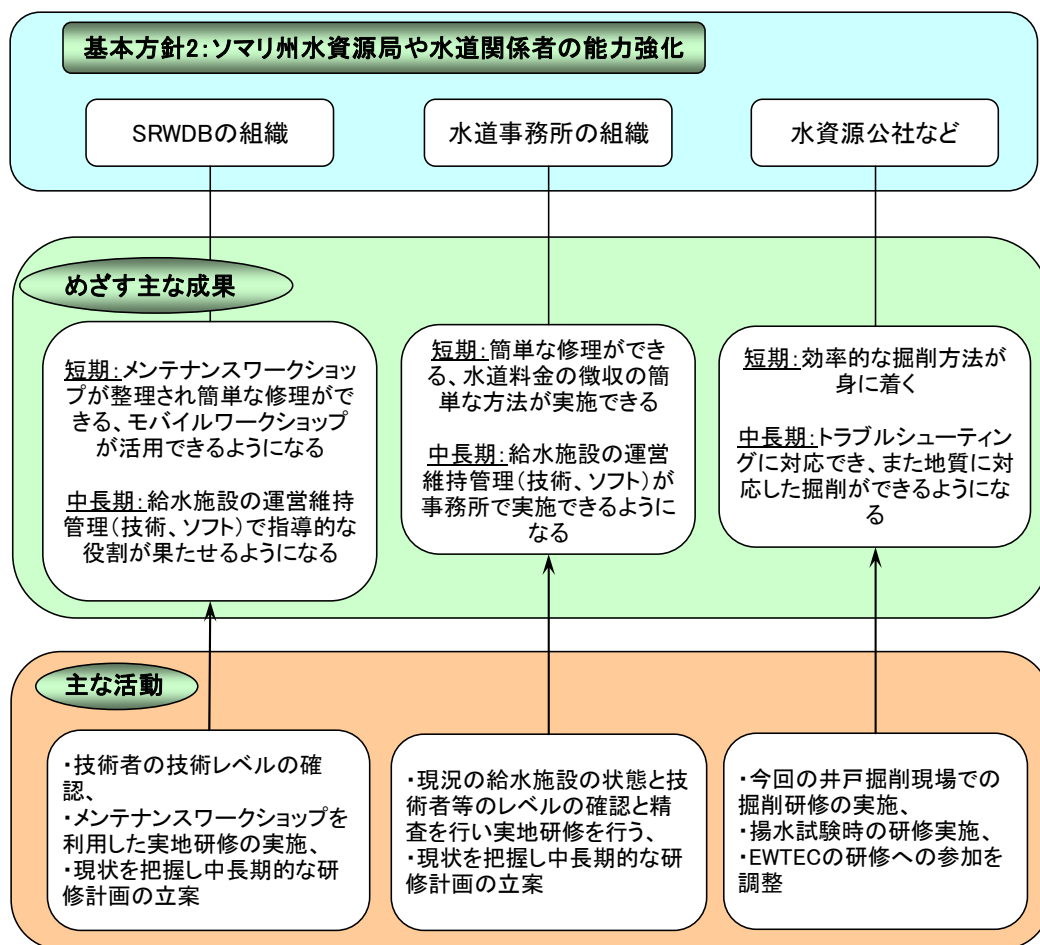 基本方針2:ソマリ州水資源局や水道関係者の能力強化
SRWDBの組織
水道事務所の組織
水資源公社など
めざす主な成果
短期:メンテナンスワークショッ
プが整理され簡単な修理がで
きる、モバイルワークショップ
が活用できるようになる
中長期:給水施設の運営維持
管理(技術、ソフト)で指導的な
役割が果たせるようになる
短期:簡単な修理ができ
る、水道料金の徴収の簡
単な方法が実施できる
中長期:給水施設の運営
維持管理(技術、ソフト)が
事務所で実施できるように
なる
短期:効率的な掘削方法が
身に着く
中長期:トラブルシューティン
グに対応でき、また地質に対
応した掘削ができるようにな
る
主な活動
・技術者の技術レベルの確
認、
・メンテナンスワークショップを
利用した実地研修の実施、
・現状を把握し中長期的な研
修計画の立案
・現況の給水施設の状態と技
術者等のレベルの確認と精
査を行い実地研修を行う、
・現状を把握し中長期的な研
修計画の立案
・今回の井戸掘削現場での
掘削研修の実施、
・揚水試験時の研修実施、
・EWTECの研修への参加を
調整